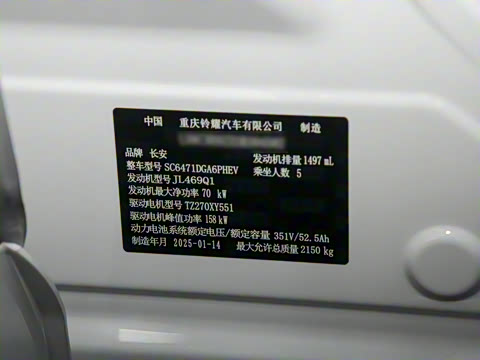 中国 重庆铃耀汽车有限公司 制造
品牌 长安 发动机排量 1497 mL
整车型号 SC6471DGA6PHEV 乘坐人数 5
发动机型号 JL469Q1
发动机最大净功率 70 kW
驱动电机型号 TZ270XY551
驱动电机峰值功率 158 kW
动力电池系统额定电压/额定容量 351V/52.5Ah
制造年月 2025-01-14 最大允许总质量 2150 kg